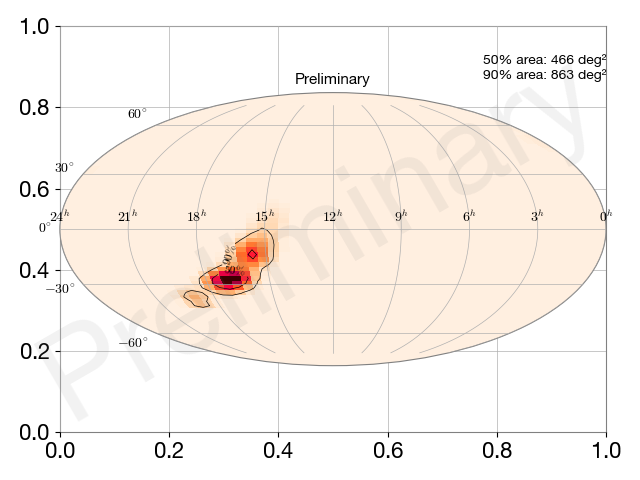 1.0
50% area: 466 deg²
90% area: 863 deg²
Preliminary
0.8
60°
30°
0.6
24h 21h 18h 15h 12h 9h 6h 3h 0h
0°
90%
50%
0.4
−30°
−60°
0.2
0.0
0.0 0.2 0.4 0.6 0.8 1.0
Preliminary